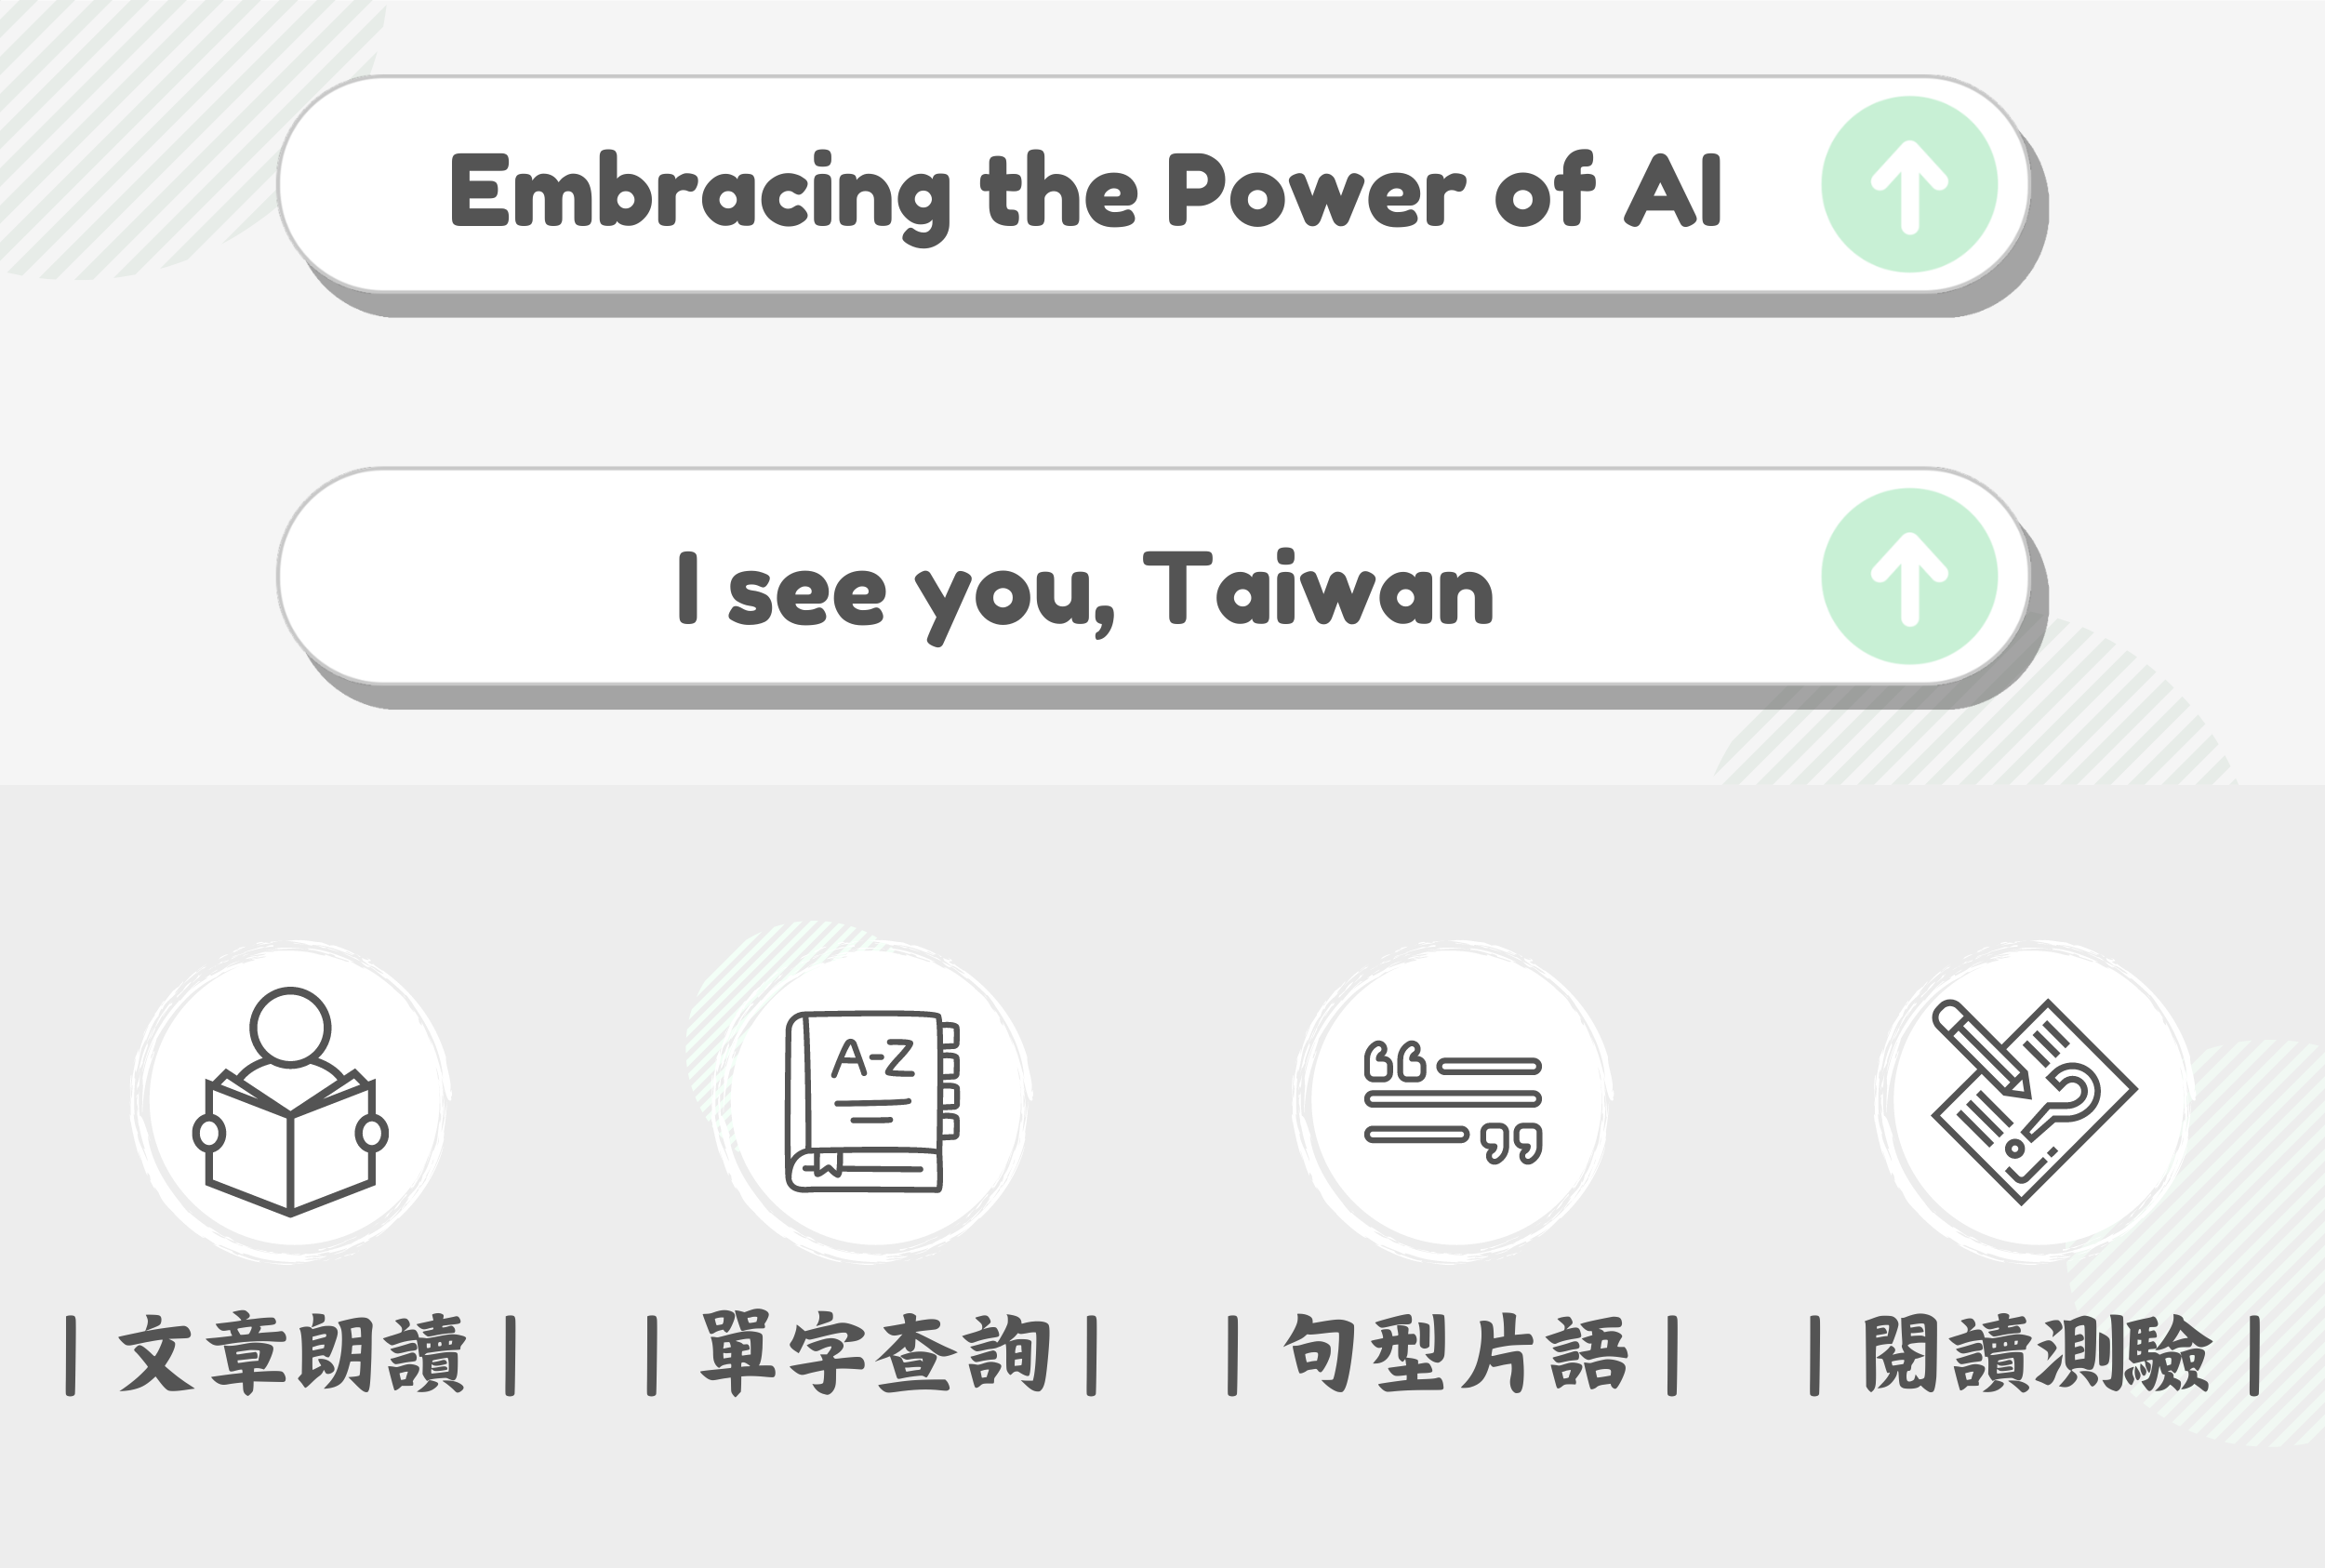 Embracing the Power of AI
I see you, Taiwan
A-Z
| 文章朗讀 | | 單字查詢 | | 句型片語 | | 閱讀測驗 |